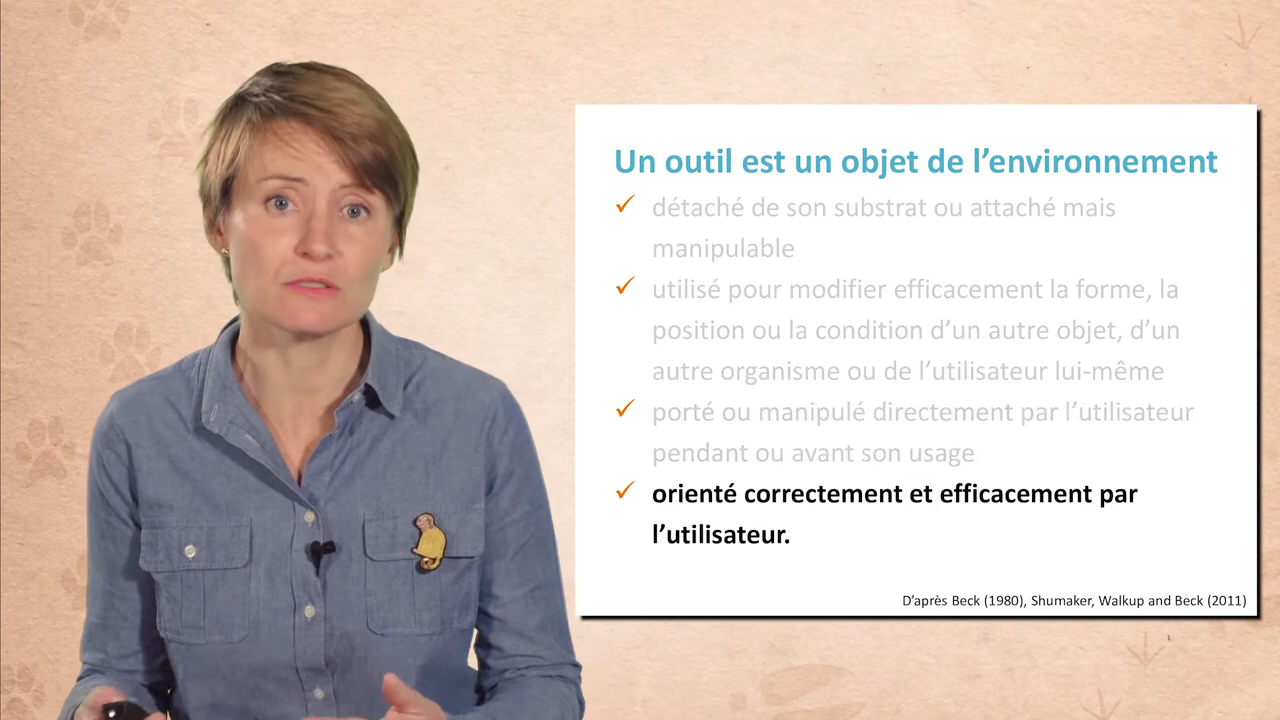 Un outil est un objet de l’environnement
détaché de son substrat ou attaché mais
manipulable
utilisé pour modifier efficacement la forme, la
position ou la condition d’un autre objet, d’un
autre organisme ou de l’utilisateur lui-même
porté ou manipulé directement par l’utilisateur
pendant ou avant son usage
orienté correctement et efficacement par
l’utilisateur.
D’après Beck (1980), Shumaker, Walkup and Beck (2011)